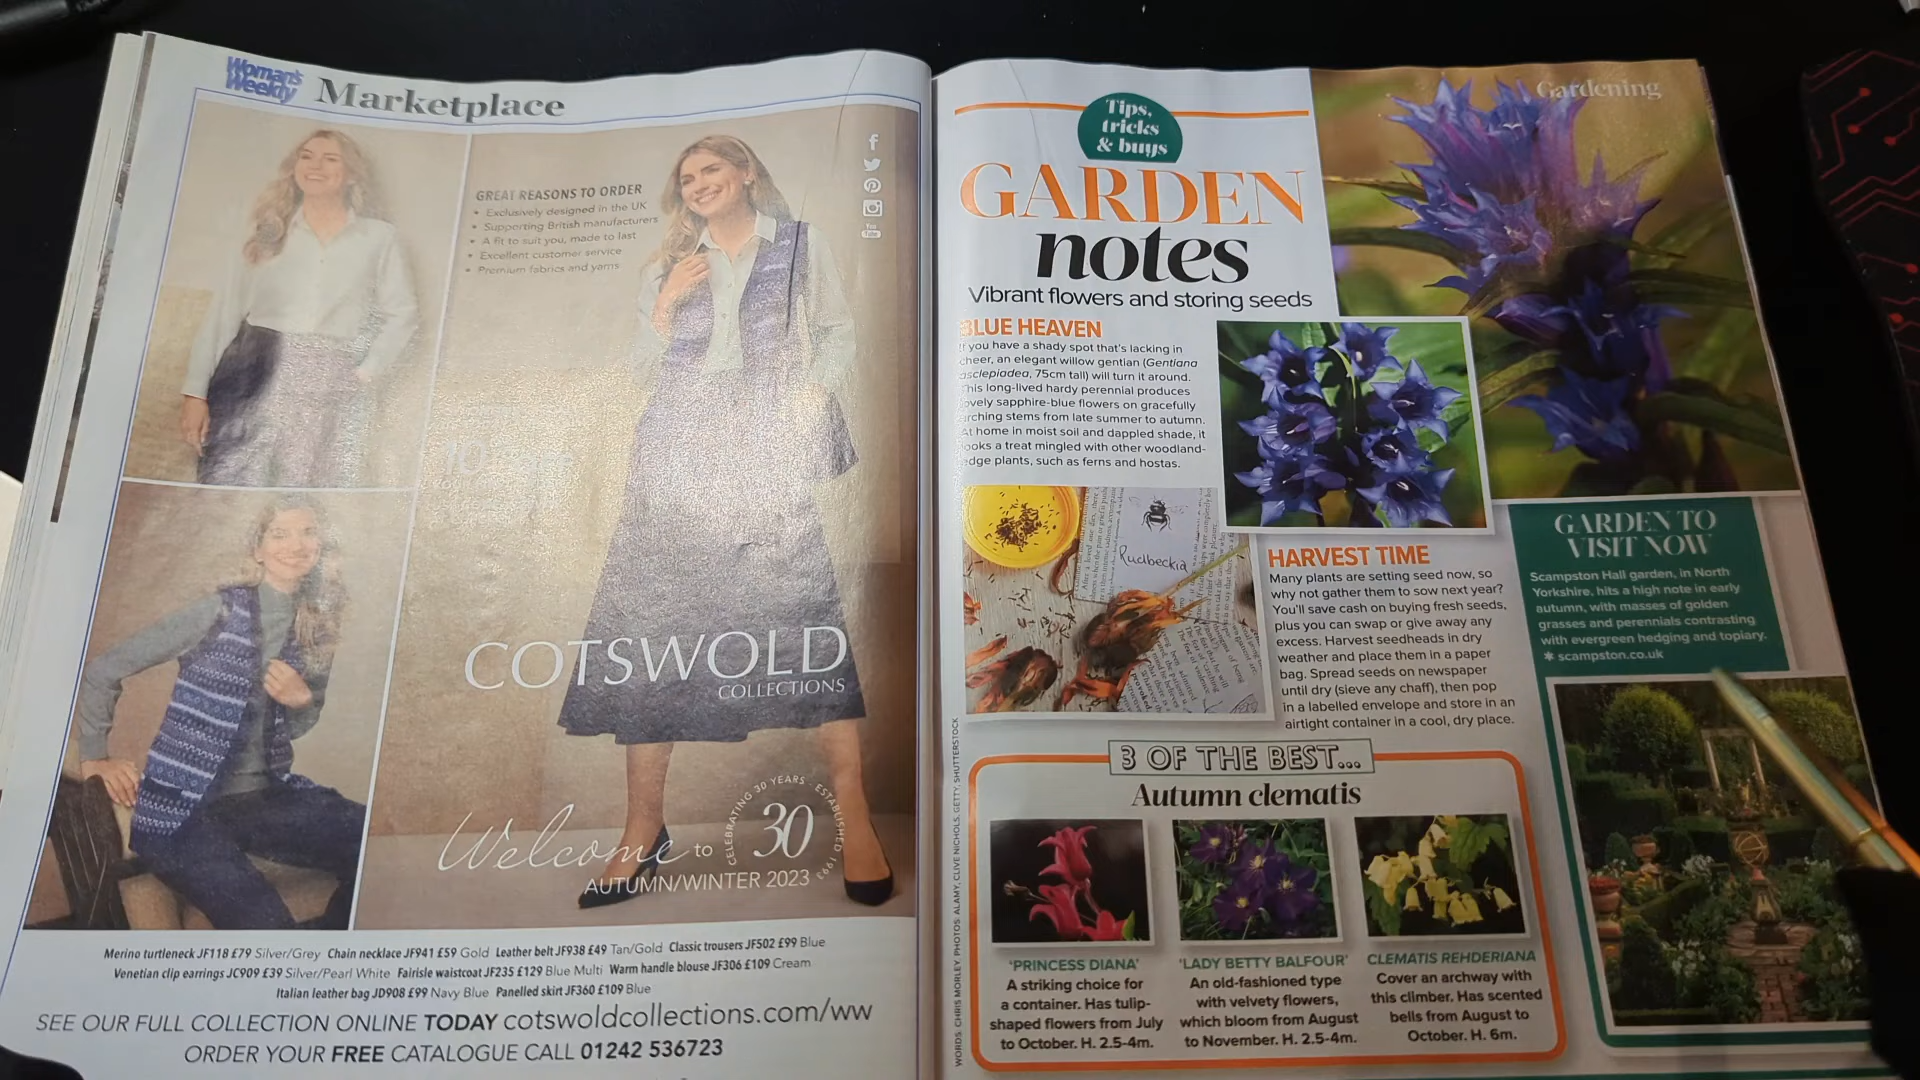 Woman's
Weekly
Marketplace
GREAT REASONS TO ORDER
• Exclusively designed in the UK
• Supporting British manufacturers
• A fit to suit you, made to last
• Excellent customer service
• Premium fabrics and yarns
f
You
Tube
COTSWOLD
COLLECTIONS
Welcome to
CELEBRATING 30 YEARS · ESTABLISHED 1993
30
AUTUMN/WINTER 2023
Merino turtleneck JF118 £79 Silver/Grey Chain necklace JF941 £59 Gold Leather belt JF938 £49 Tan/Gold Classic trousers JF502 £99 Blue
Venetian clip earrings JC909 £39 Silver/Pearl White Fairisle waistcoat JF235 £129 Blue Multi Warm handle blouse JF306 £109 Cream
Italian leather bag JD908 £99 Navy Blue Panelled skirt JF360 £109 Blue
SEE OUR FULL COLLECTION ONLINE TODAY cotswoldcollections.com/ww
ORDER YOUR FREE CATALOGUE CALL 01242 536723
Gardening
Tips,
tricks
& buys
GARDEN
notes
Vibrant flowers and storing seeds
BLUE HEAVEN
If you have a shady spot that's lacking in
cheer, an elegant willow gentian (Gentiana
asclepiadea, 75cm tall) will turn it around.
This long-lived hardy perennial produces
lovely sapphire-blue flowers on gracefully
arching stems from late summer to autumn.
At home in moist soil and dappled shade, it
looks a treat mingled with other woodland-
edge plants, such as ferns and hostas.
Rudbeckia
HARVEST TIME
Many plants are setting seed now, so
why not gather them to sow next year?
You'll save cash on buying fresh seeds,
plus you can swap or give away any
excess. Harvest seedheads in dry
weather and place them in a paper
bag. Spread seeds on newspaper
until dry (sieve any chaff), then pop
in a labelled envelope and store in an
airtight container in a cool, dry place.
GARDEN TO
VISIT NOW
Scampston Hall garden, in North
Yorkshire, hits a high note in early
autumn, with masses of golden
grasses and perennials contrasting
with evergreen hedging and topiary.
* scampston.co.uk
3 OF THE BEST...
Autumn clematis
'PRINCESS DIANA'
A striking choice for
a container. Has tulip-
shaped flowers from July
to October. H. 2.5-4m.
'LADY BETTY BALFOUR'
An old-fashioned type
with velvety flowers,
which bloom from August
to November. H. 2.5-4m.
CLEMATIS REHDERIANA
Cover an archway with
this climber. Has scented
bells from August to
October. H. 6m.
WORDS: CHRIS MORLEY. PHOTOS: ALAMY, CLIVE NICHOLS, GETTY, SHUTTERSTOCK